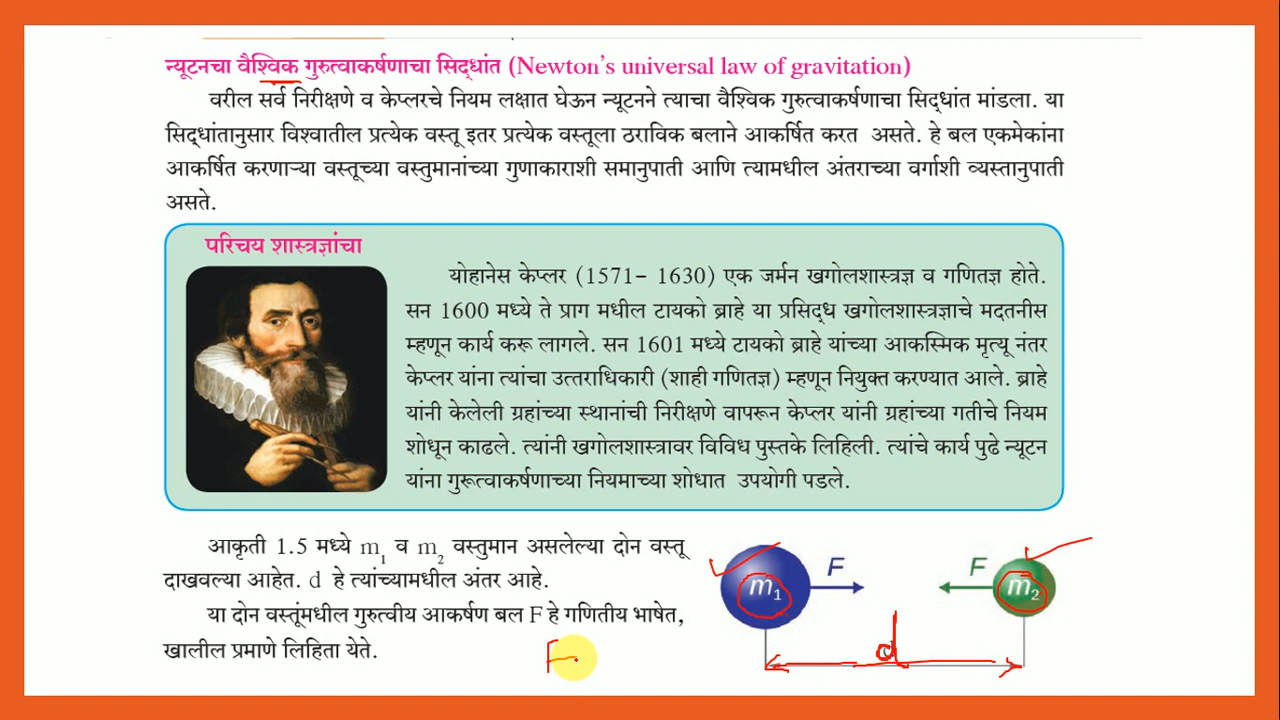 न्यूटनचा वैश्विक गुरुत्वाकर्षणाचा सिद्धांत (Newton's universal law of gravitation)
वरील सर्व निरीक्षणे व केप्लरचे नियम लक्षात घेऊन न्यूटनने त्याचा वैश्विक गुरुत्वाकर्षणाचा सिद्धांत मांडला. या
सिद्धांतानुसार विश्वातील प्रत्येक वस्तू इतर प्रत्येक वस्तूला ठराविक बलाने आकर्षित करत असते. हे बल एकमेकांना
आकर्षित करणाऱ्या वस्तूच्या वस्तुमानांच्या गुणाकाराशी समानुपाती आणि त्यामधील अंतराच्या वर्गाशी व्यस्तानुपाती
असते.
परिचय शास्त्रज्ञांचा
योहानेस केप्लर (1571- 1630) एक जर्मन खगोलशास्त्रज्ञ व गणितज्ञ होते.
सन 1600 मध्ये ते प्राग मधील टायको ब्राहे या प्रसिद्ध खगोलशास्त्रज्ञाचे मदतनीस
म्हणून कार्य करू लागले. सन 1601 मध्ये टायको ब्राहे यांच्या आकस्मिक मृत्यू नंतर
केप्लर यांना त्यांचा उत्तराधिकारी (शाही गणितज्ञ) म्हणून नियुक्त करण्यात आले. ब्राहे
यांनी केलेली ग्रहांच्या स्थानांची निरीक्षणे वापरून केप्लर यांनी ग्रहांच्या गतीचे नियम
शोधून काढले. त्यांनी खगोलशास्त्रावर विविध पुस्तके लिहिली. त्यांचे कार्य पुढे न्यूटन
यांना गुरूत्वाकर्षणाच्या नियमाच्या शोधात उपयोगी पडले.
आकृती 1.5 मध्ये m₁ व m₂ वस्तुमान असलेल्या दोन वस्तू
दाखवल्या आहेत. d हे त्यांच्यामधील अंतर आहे.
या दोन वस्तूंमधील गुरुत्वीय आकर्षण बल F हे गणितीय भाषेत,
खालील प्रमाणे लिहिता येते.
F
m₁ F F m₂
d